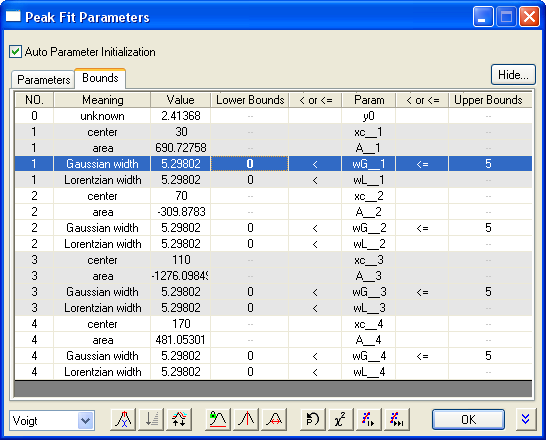 Peak Fit Parameters
Auto Parameter Initialization
Parameters Bounds Hide...
NO. Meaning Value Lower Bounds < or <= Param < or <= Upper Bounds
0 unknown 2.41368 -- y0 --
1 center 30 -- xc__1 --
1 area 690.72758 -- A__1 --
1 Gaussian width 5.29802 0 < wG__1 <= 5
1 Lorentzian width 5.29802 0 < wL__1 --
2 center 70 -- xc__2 --
2 area -309.8783 -- A__2 --
2 Gaussian width 5.29802 0 < wG__2 <= 5
2 Lorentzian width 5.29802 0 < wL__2 --
3 center 110 -- xc__3 --
3 area -1276.0984 -- A__3 --
3 Gaussian width 5.29802 0 < wG__3 <= 5
3 Lorentzian width 5.29802 0 < wL__3 --
4 center 170 -- xc__4 --
4 area 481.05301 -- A__4 --
4 Gaussian width 5.29802 0 < wG__4 <= 5
4 Lorentzian width 5.29802 0 < wL__4 --
Voigt χ² OK